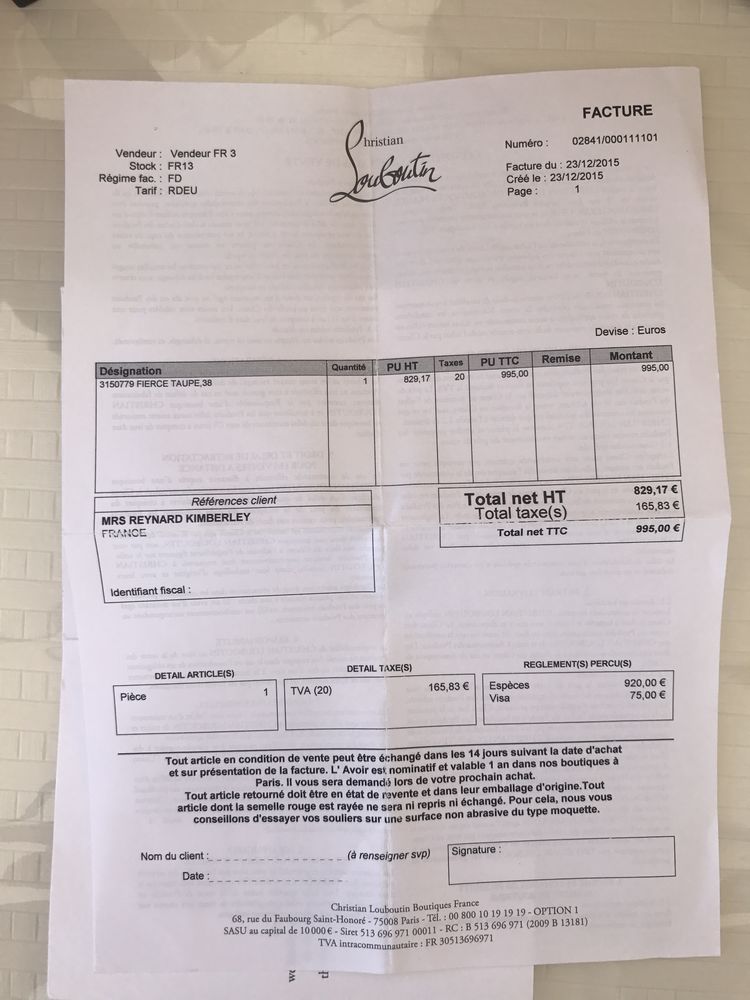 FACTURE
Christian Louboutin
Vendeur : Vendeur FR 3
Stock : FR13
Régime fac. : FD
Tarif : RDEU
Numéro : 02841/000111101
Facture du : 23/12/2015
Créé le : 23/12/2015
Page : 1
Devise : Euros
Désignation Quantité PU HT Taxes PU TTC Remise Montant
3150779 FIERCE TAUPE,38 1 829,17 20 995,00 995,00
Références client
MRS REYNARD KIMBERLEY
FRANCE
Identifiant fiscal :
Total net HT 829,17 €
Total taxe(s) 165,83 €
Total net TTC 995,00 €
DETAIL ARTICLE(S)
Pièce 1
DETAIL TAXE(S)
TVA (20) 165,83 €
REGLEMENT(S) PERCU(S)
Espèces 920,00 €
Visa 75,00 €
Tout article en condition de vente peut être échangé dans les 14 jours suivant la date d'achat
et sur présentation de la facture. L' Avoir est nominatif et valable 1 an dans nos boutiques à
Paris. Il vous sera demandé lors de votre prochain achat.
Tout article retourné doit être en état de revente et dans leur emballage d'origine.Tout
article dont la semelle rouge est rayée ne sera ni repris ni échangé. Pour cela, nous vous
conseillons d'essayer vos souliers sur une surface non abrasive du type moquette.
Nom du client : (à renseigner svp)
Date :
Signature :
Christian Louboutin Boutiques France
68, rue du Faubourg Saint-Honoré - 75008 Paris - Tél. : 00 800 10 19 19 19 - OPTION 1
SASU au capital de 10 000 € - Siret 513 696 971 00011 - RC : B 513 696 971 (2009 B 13181)
TVA intracommunautaire : FR 30513696971